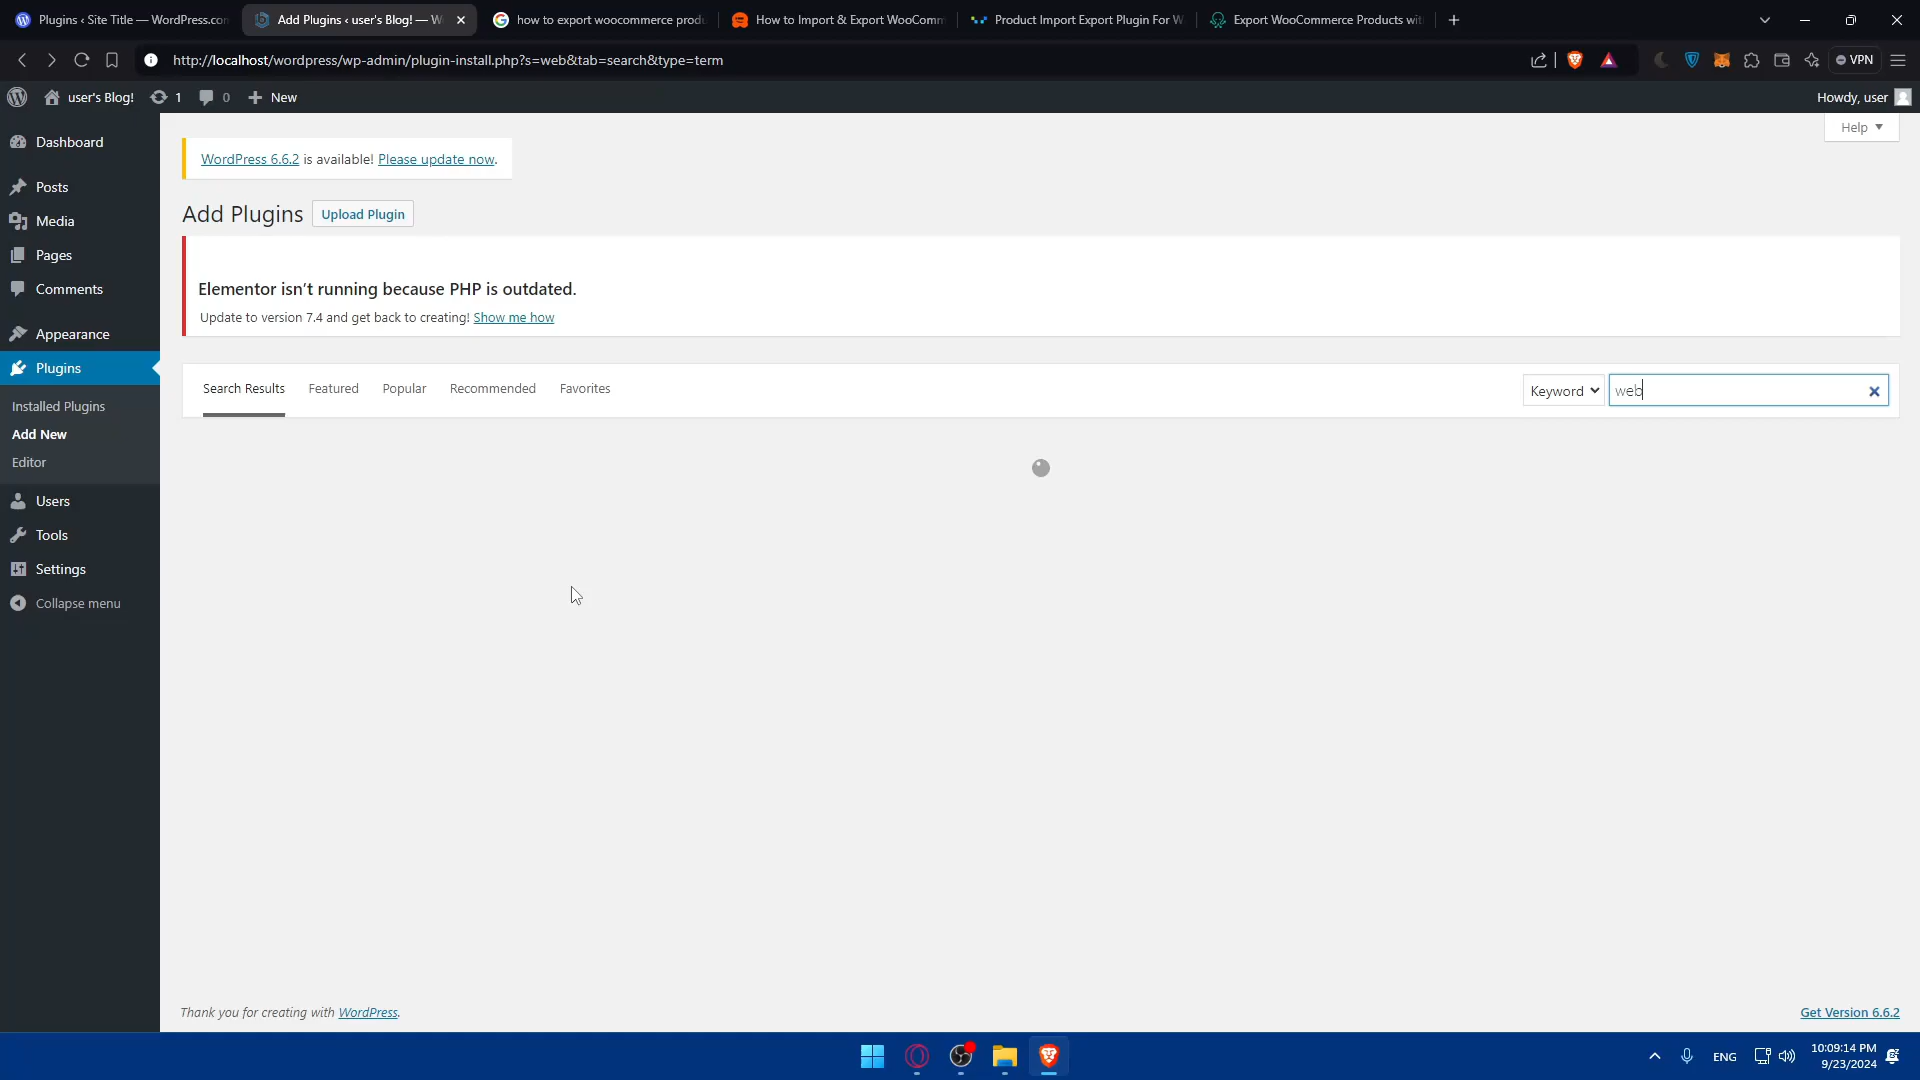 Plugins ‹ Site Title — WordPress.con
Add Plugins ‹ user's Blog! — W
how to export woocommerce produ
How to Import & Export WooComm
Product Import Export Plugin For W
Export WooCommerce Products wit
http://localhost/wordpress/wp-admin/plugin-install.php?s=web&tab=search&type=term
VPN
user's Blog!
1
0
New
Howdy, user
Help
Dashboard
Posts
Media
Pages
Comments
Appearance
Plugins
Installed Plugins
Add New
Editor
Users
Tools
Settings
Collapse menu
WordPress 6.6.2 is available! Please update now.
Add Plugins
Upload Plugin
Elementor isn't running because PHP is outdated.
Update to version 7.4 and get back to creating! Show me how
Search Results
Featured
Popular
Recommended
Favorites
Keyword
web
Thank you for creating with WordPress.
Get Version 6.6.2
ENG
10:09:14 PM
9/23/2024